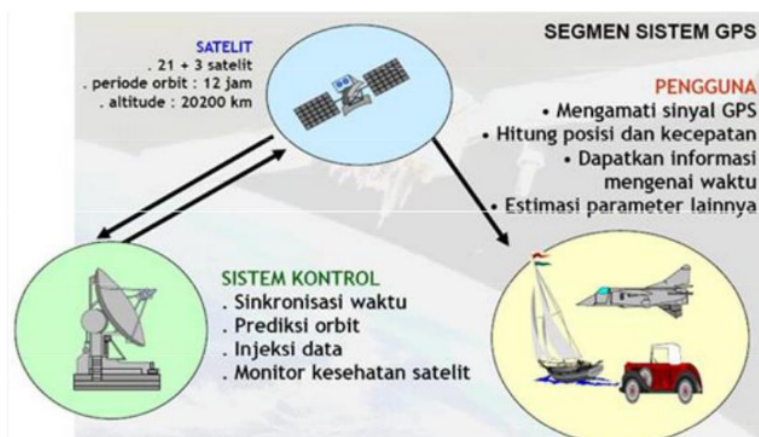 SEGMEN SISTEM GPS
SATELIT
. 21 + 3 satelit
. periode orbit : 12 jam
. altitude : 20200 km
PENGGUNA
• Mengamati sinyal GPS
• Hitung posisi dan kecepatan
• Dapatkan informasi
mengenai waktu
• Estimasi parameter lainnya
SISTEM KONTROL
. Sinkronisasi waktu
. Prediksi orbit
. Injeksi data
. Monitor kesehatan satelit